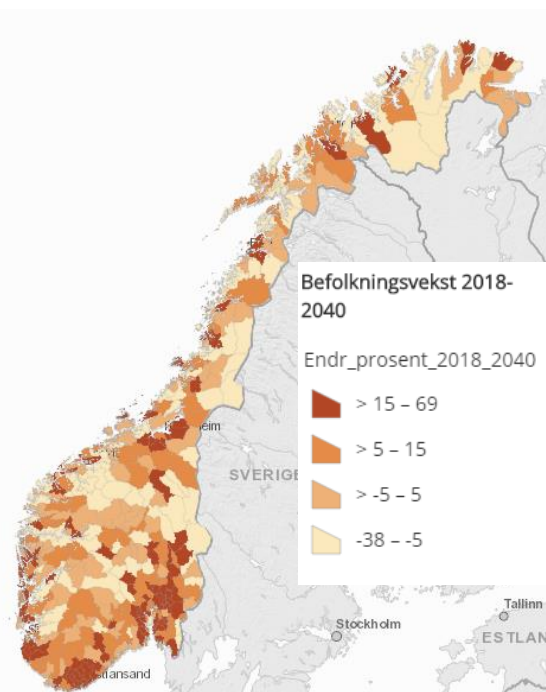 Befolkningsvekst 2018-
2040
Endr_prosent_2018_2040
> 15 – 69
> 5 – 15
> -5 – 5
-38 – -5
SVERIGE
Stockholm
Tallinn
ESTLAN